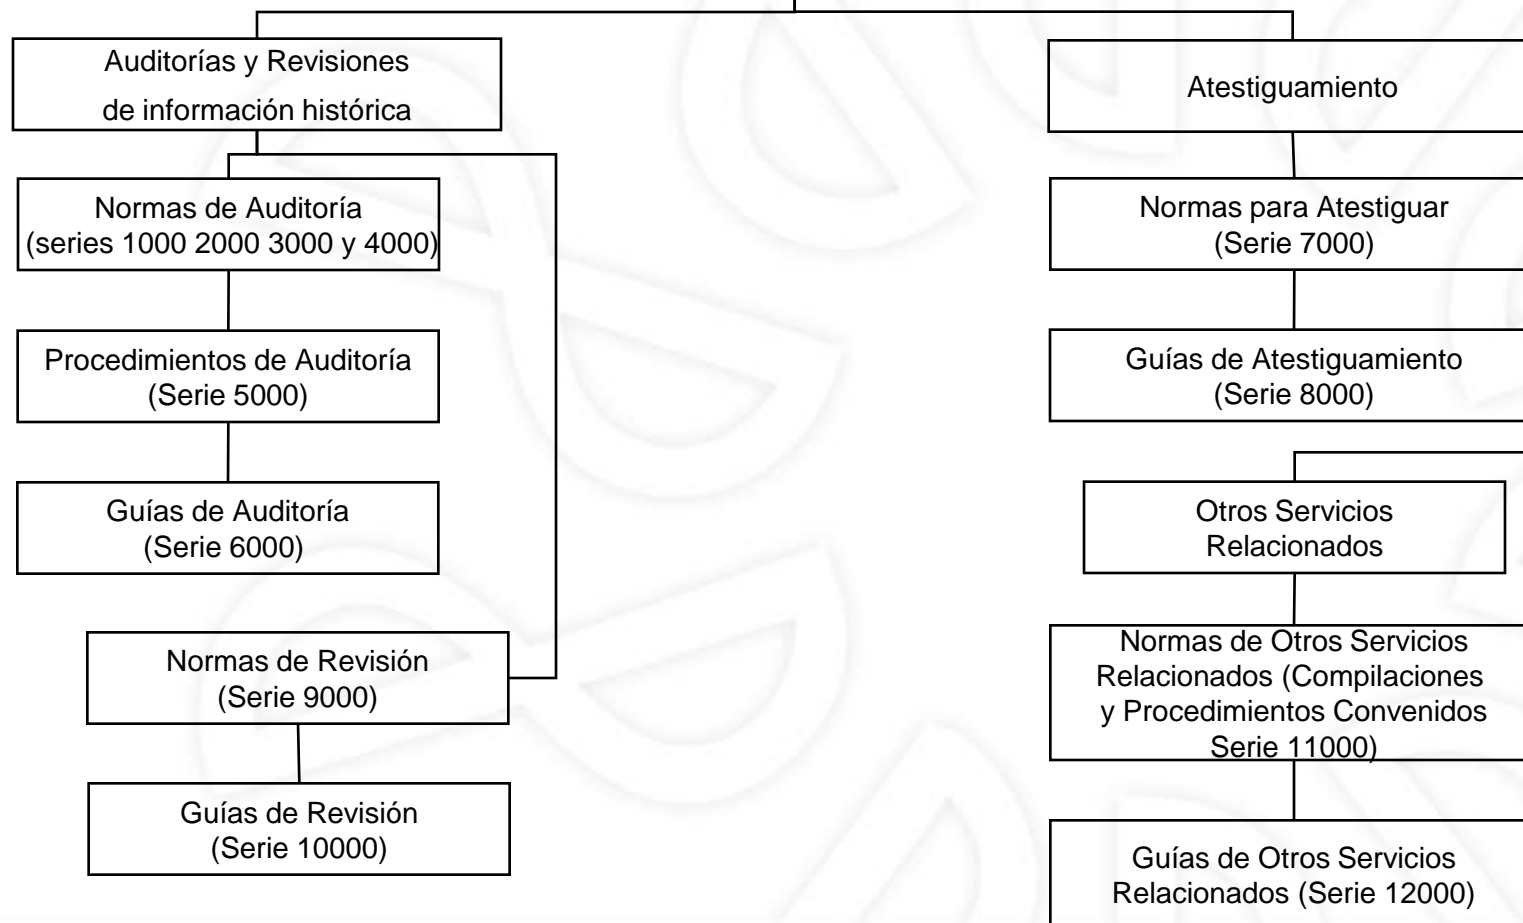 Auditorías y Revisiones
de información histórica
Normas de Auditoría
(series 1000 2000 3000 y 4000)
Procedimientos de Auditoría
(Serie 5000)
Guías de Auditoría
(Serie 6000)
Normas de Revisión
(Serie 9000)
Guías de Revisión
(Serie 10000)
Atestiguamiento
Normas para Atestiguar
(Serie 7000)
Guías de Atestiguamiento
(Serie 8000)
Otros Servicios
Relacionados
Normas de Otros Servicios
Relacionados (Compilaciones
y Procedimientos Convenidos
Serie 11000)
Guías de Otros Servicios
Relacionados (Serie 12000)